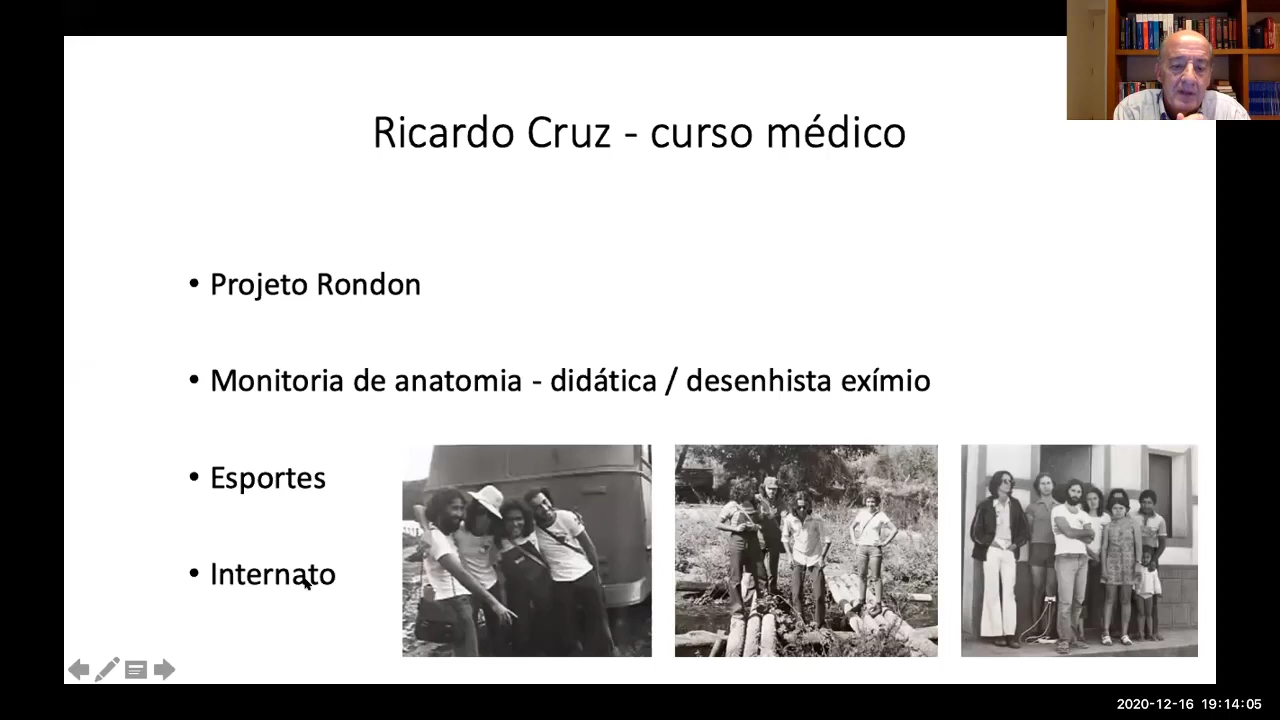 Ricardo Cruz - curso médico
• Projeto Rondon
• Monitoria de anatomia - didática / desenhista exímio
• Esportes
• Internato
2020-12-16 19:14:05